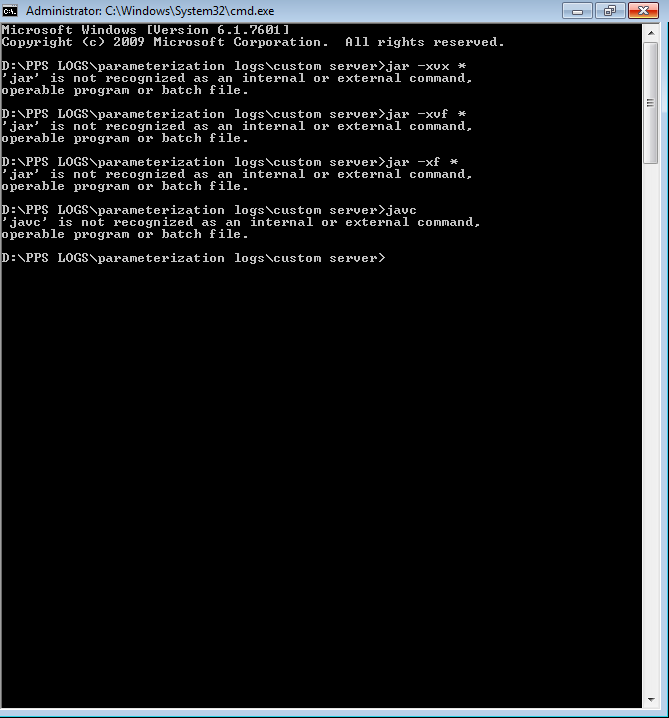 Administrator: C:\Windows\System32\cmd.exe
Microsoft Windows [Version 6.1.7601]
Copyright (c) 2009 Microsoft Corporation.  All rights reserved.
D:\PPS LOGS\parameterization logs\custom server>jar -xvx *
'jar' is not recognized as an internal or external command,
operable program or batch file.
D:\PPS LOGS\parameterization logs\custom server>jar -xvf *
'jar' is not recognized as an internal or external command,
operable program or batch file.
D:\PPS LOGS\parameterization logs\custom server>jar -xf *
'jar' is not recognized as an internal or external command,
operable program or batch file.
D:\PPS LOGS\parameterization logs\custom server>javc
'javc' is not recognized as an internal or external command,
operable program or batch file.
D:\PPS LOGS\parameterization logs\custom server>